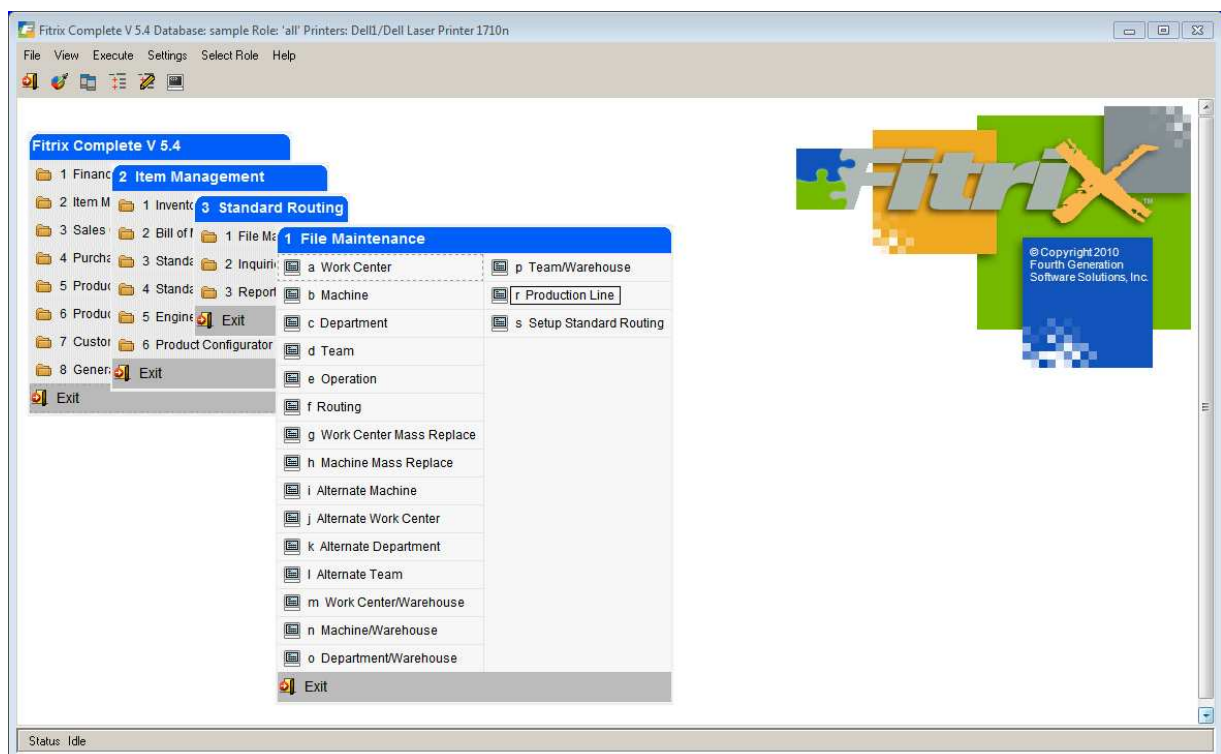 Fitrix Complete V 5.4 Database: sample Role: 'all' Printers: Dell1/Dell Laser Printer 1710n
File View Execute Settings Select Role Help
Fitrix Complete V 5.4
1 Financ
2 Item M
3 Sales
4 Purcha
5 Produc
6 Produc
7 Custor
8 Genera
Exit
2 Item Management
1 Invento
2 Bill of
3 Standa
4 Standa
5 Engine
6 Product Configurator
Exit
3 Standard Routing
1 File Ma
2 Inquirie
3 Report
Exit
1 File Maintenance
a Work Center
b Machine
c Department
d Team
e Operation
f Routing
g Work Center Mass Replace
h Machine Mass Replace
i Alternate Machine
j Alternate Work Center
k Alternate Department
l Alternate Team
m Work Center/Warehouse
n Machine/Warehouse
o Department/Warehouse
p Team/Warehouse
r Production Line
s Setup Standard Routing
Exit
FitriX
TM
© Copyright 2010
Fourth Generation
Software Solutions, Inc.
Status Idle